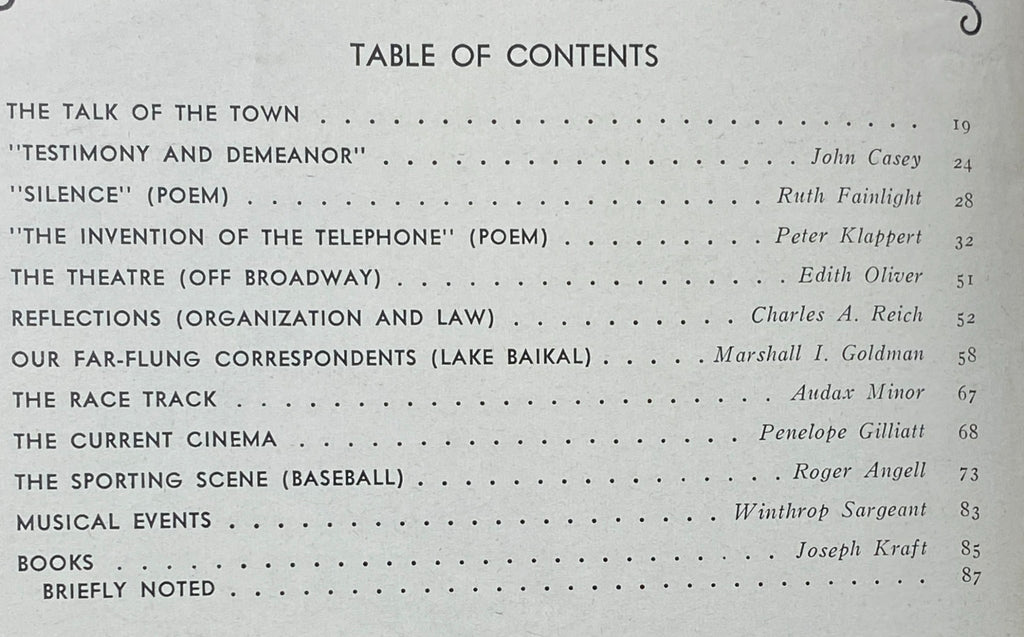 TABLE OF CONTENTS
THE TALK OF THE TOWN . . . . . . . . . . . . . . . . . . . . . . . . . . . . 19
"TESTIMONY AND DEMEANOR" . . . . . . . . . . . . . . . . . . John Casey 24
"SILENCE" (POEM) . . . . . . . . . . . . . . . . . . . . . . . Ruth Fainlight 28
"THE INVENTION OF THE TELEPHONE" (POEM) . . . . . . . . . Peter Klappert 32
THE THEATRE (OFF BROADWAY) . . . . . . . . . . . . . . . . . Edith Oliver 51
REFLECTIONS (ORGANIZATION AND LAW) . . . . . . . . . . Charles A. Reich 52
OUR FAR-FLUNG CORRESPONDENTS (LAKE BAIKAL) . . . . . Marshall I. Goldman 58
THE RACE TRACK . . . . . . . . . . . . . . . . . . . . . . . . Audax Minor 67
THE CURRENT CINEMA . . . . . . . . . . . . . . . . . . . . Penelope Gilliatt 68
THE SPORTING SCENE (BASEBALL) . . . . . . . . . . . . . . . . Roger Angell 73
MUSICAL EVENTS . . . . . . . . . . . . . . . . . . . . . . Winthrop Sargeant 83
BOOKS . . . . . . . . . . . . . . . . . . . . . . . . . . . Joseph Kraft 85
BRIEFLY NOTED . . . . . . . . . . . . . . . . . . . . . . . . . . . . . . 87